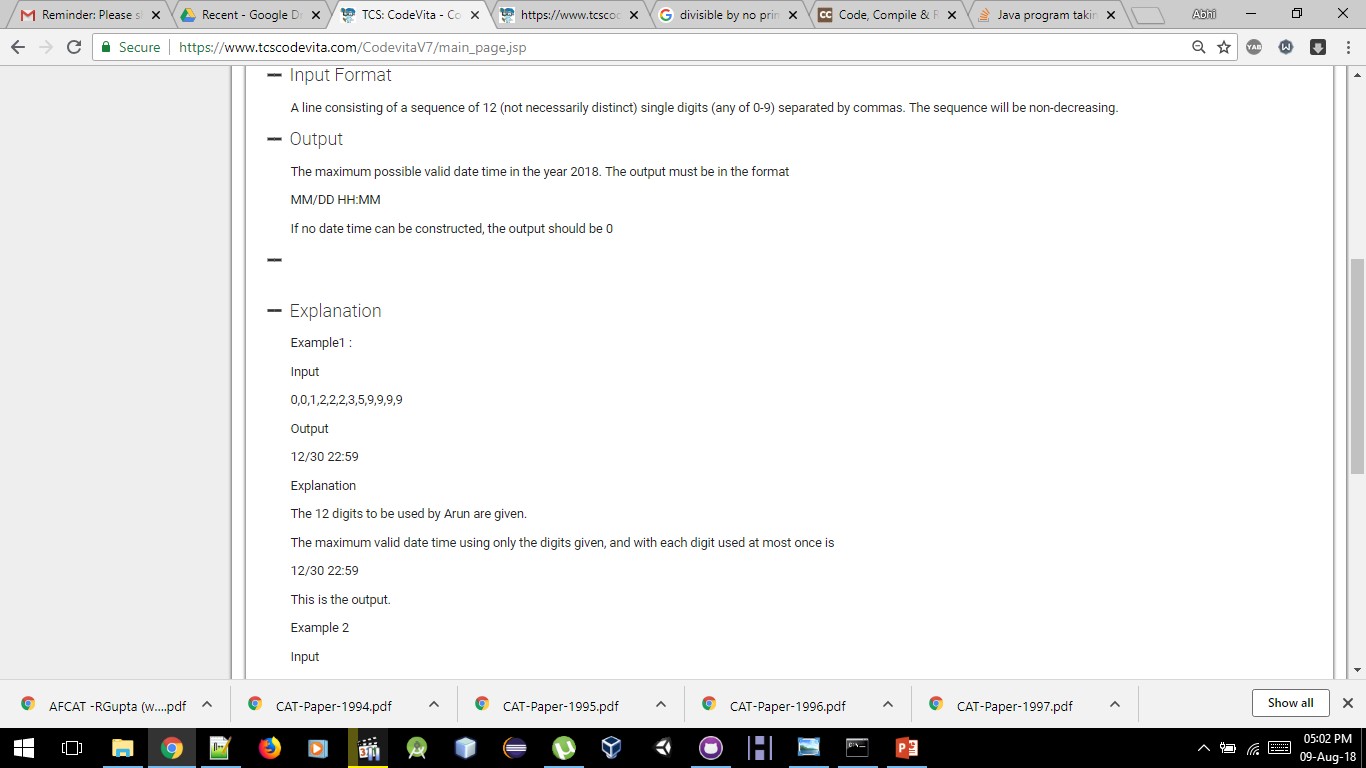 Reminder: Please s
Recent - Google Dr
TCS: CodeVita - Co
https://www.tcscoc
divisible by no prin
Code, Compile & R
Java program takin
Abhi
Secure
https://www.tcscodevita.com/CodevitaV7/main_page.jsp
Input Format
A line consisting of a sequence of 12 (not necessarily distinct) single digits (any of 0-9) separated by commas. The sequence will be non-decreasing.
Output
The maximum possible valid date time in the year 2018. The output must be in the format
MM/DD HH:MM
If no date time can be constructed, the output should be 0
Explanation
Example1 :
Input
0,0,1,2,2,2,3,5,9,9,9,9
Output
12/30 22:59
Explanation
The 12 digits to be used by Arun are given.
The maximum valid date time using only the digits given, and with each digit used at most once is
12/30 22:59
This is the output.
Example 2
Input
AFCAT -RGupta (w....pdf
CAT-Paper-1994.pdf
CAT-Paper-1995.pdf
CAT-Paper-1996.pdf
CAT-Paper-1997.pdf
Show all
05:02 PM
09-Aug-18